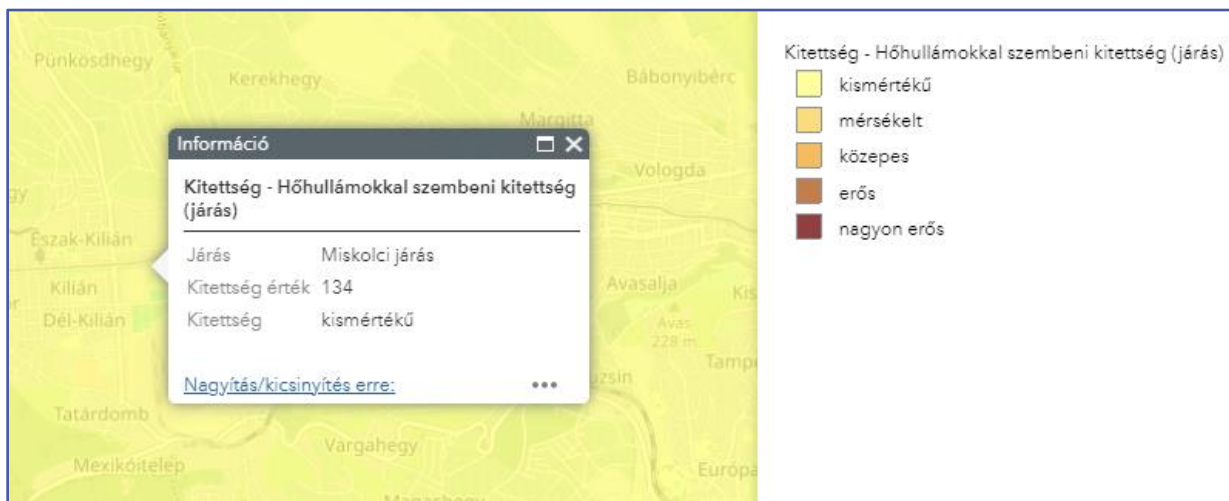 Pünkösdhegy
Kerekhegy
Bábonyibérc
Margitta
Vologda
Észak-Kilián
Kilián
Dél-Kilián
Avasalja
Avas
228 m
Tatárdomb
Vargahegy
Mexikóitelep
Információ
Kitettség - Hőhullámokkal szembeni kitettség
(járás)
Járás Miskolci járás
Kitettség érték 134
Kitettség kismértékű
Nagyítás/kicsinyítés erre:
Kitettség - Hőhullámokkal szembeni kitettség (járás)
kismértékű
mérsékelt
közepes
erős
nagyon erős